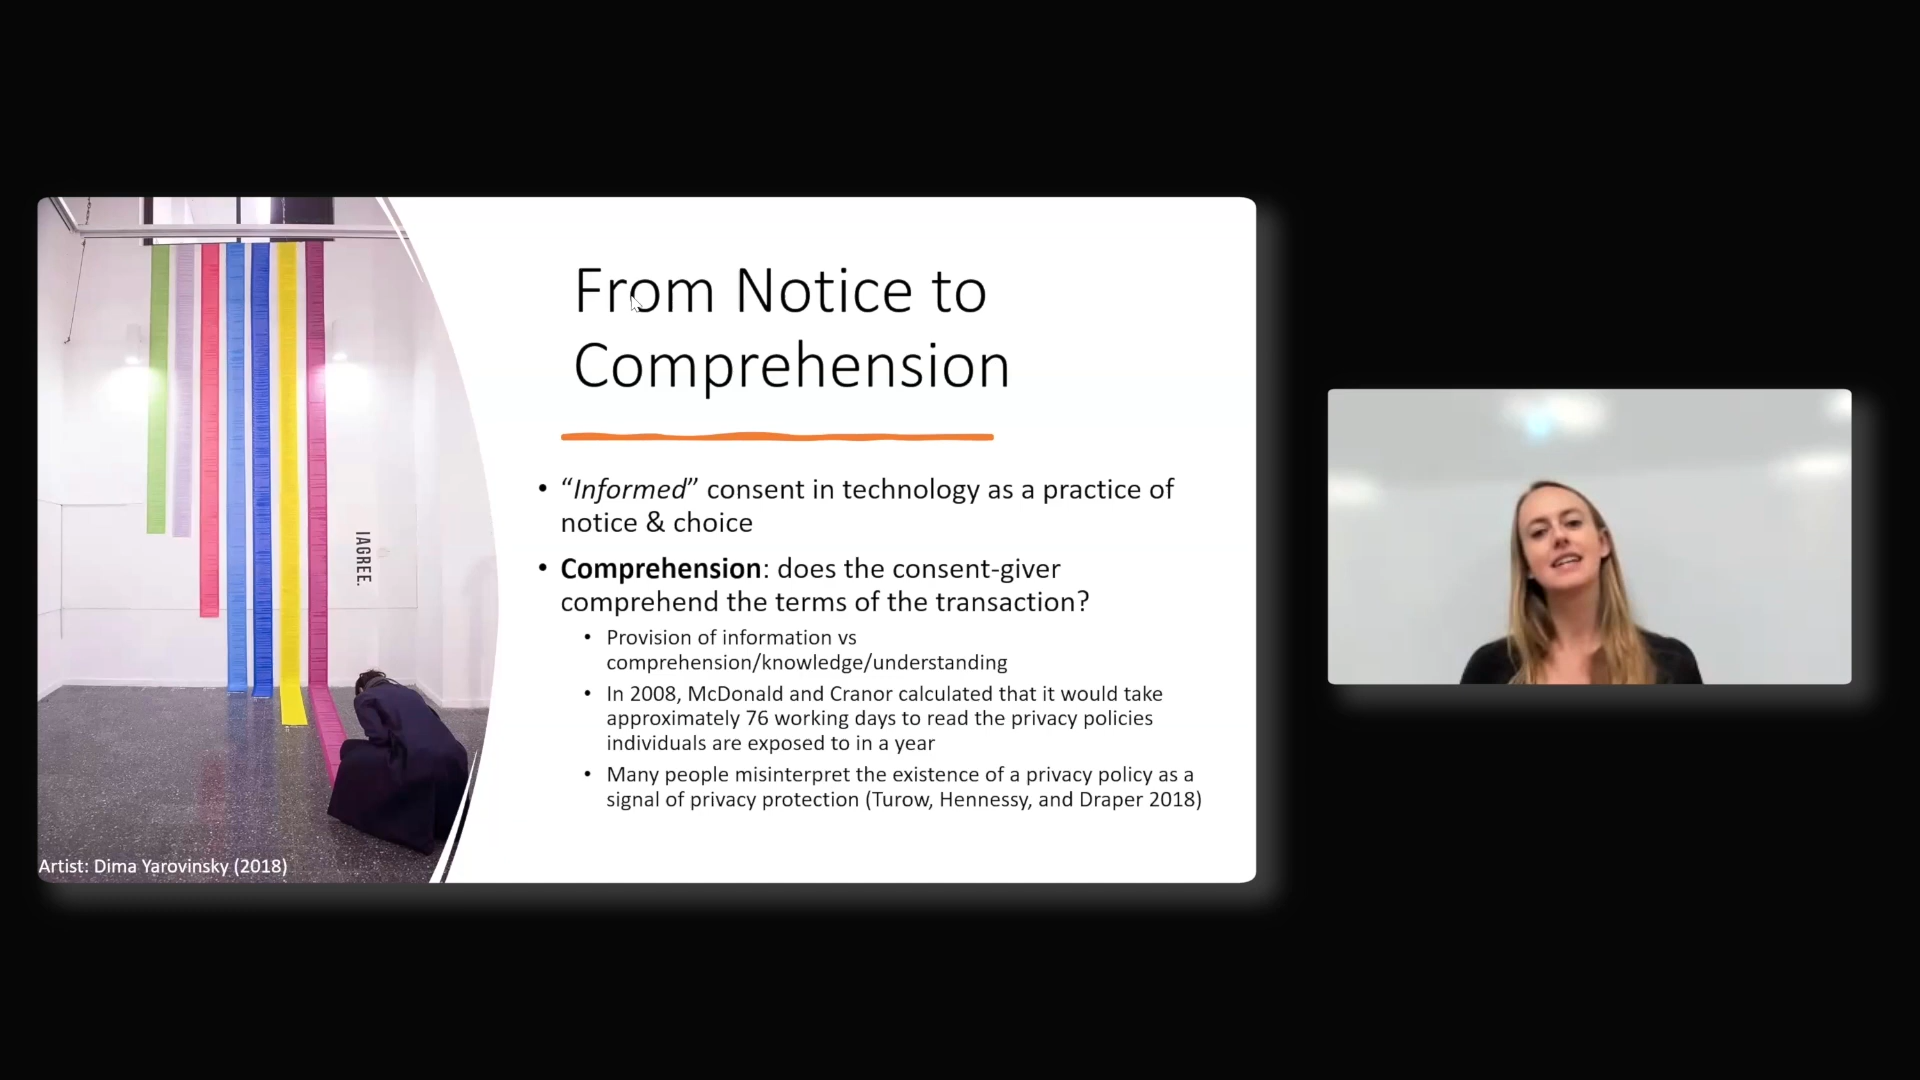 From Notice to
Comprehension
• “Informed” consent in technology as a practice of
notice & choice
• Comprehension: does the consent-giver
comprehend the terms of the transaction?
• Provision of information vs
comprehension/knowledge/understanding
• In 2008, McDonald and Cranor calculated that it would take
approximately 76 working days to read the privacy policies
individuals are exposed to in a year
• Many people misinterpret the existence of a privacy policy as a
signal of privacy protection (Turow, Hennessy, and Draper 2018)
IAGREE.
Artist: Dima Yarovinsky (2018)